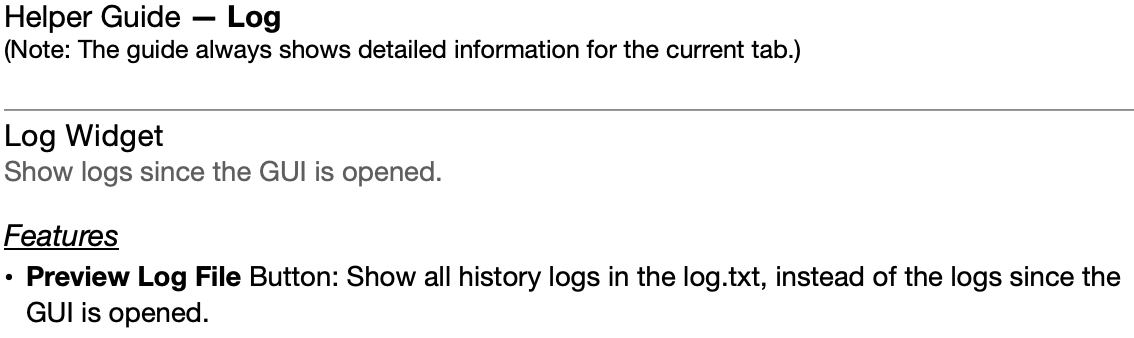 Helper Guide — Log
(Note: The guide always shows detailed information for the current tab.)
Log Widget
Show logs since the GUI is opened.
Features
• Preview Log File Button: Show all history logs in the log.txt, instead of the logs since the
GUI is opened.